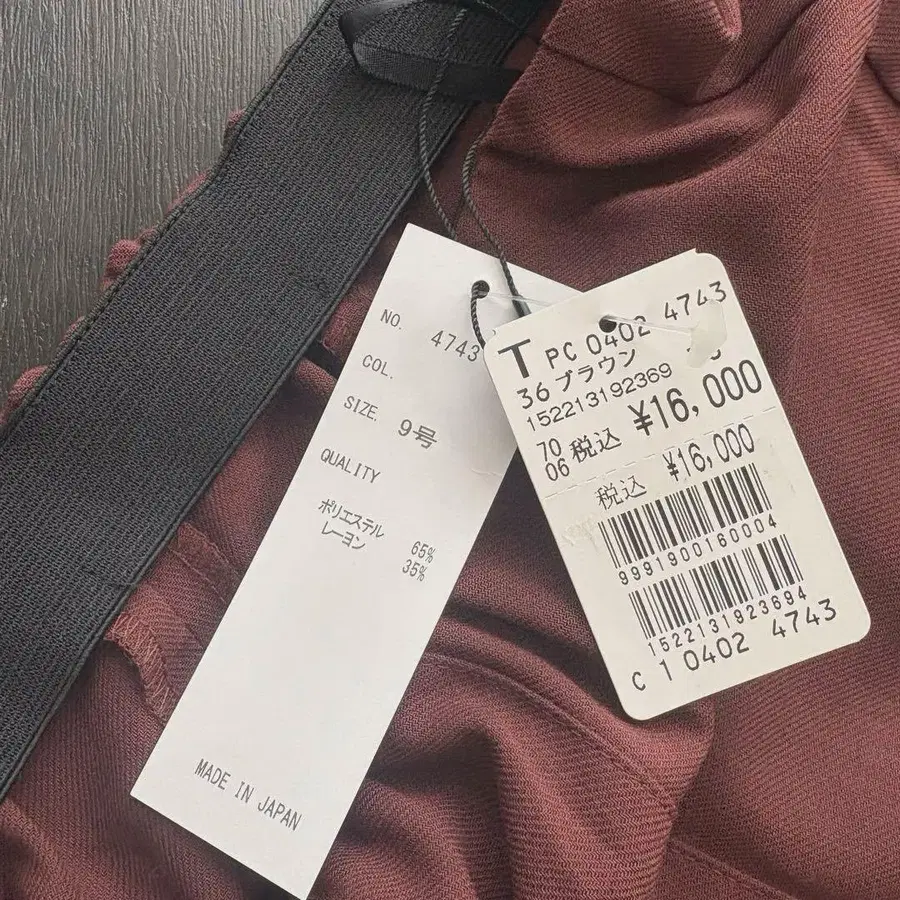 NO. 4743
COL.
SIZE. 9号
QUALITY
ポリエステル 65%
レーヨン 35%
MADE IN JAPAN
T PC 0402 4743
36 ブラウン
152213192369
70
06 税込 ¥16,000
税込 ¥16,000
9991900160004
1522131923694
C 1 0402 4743